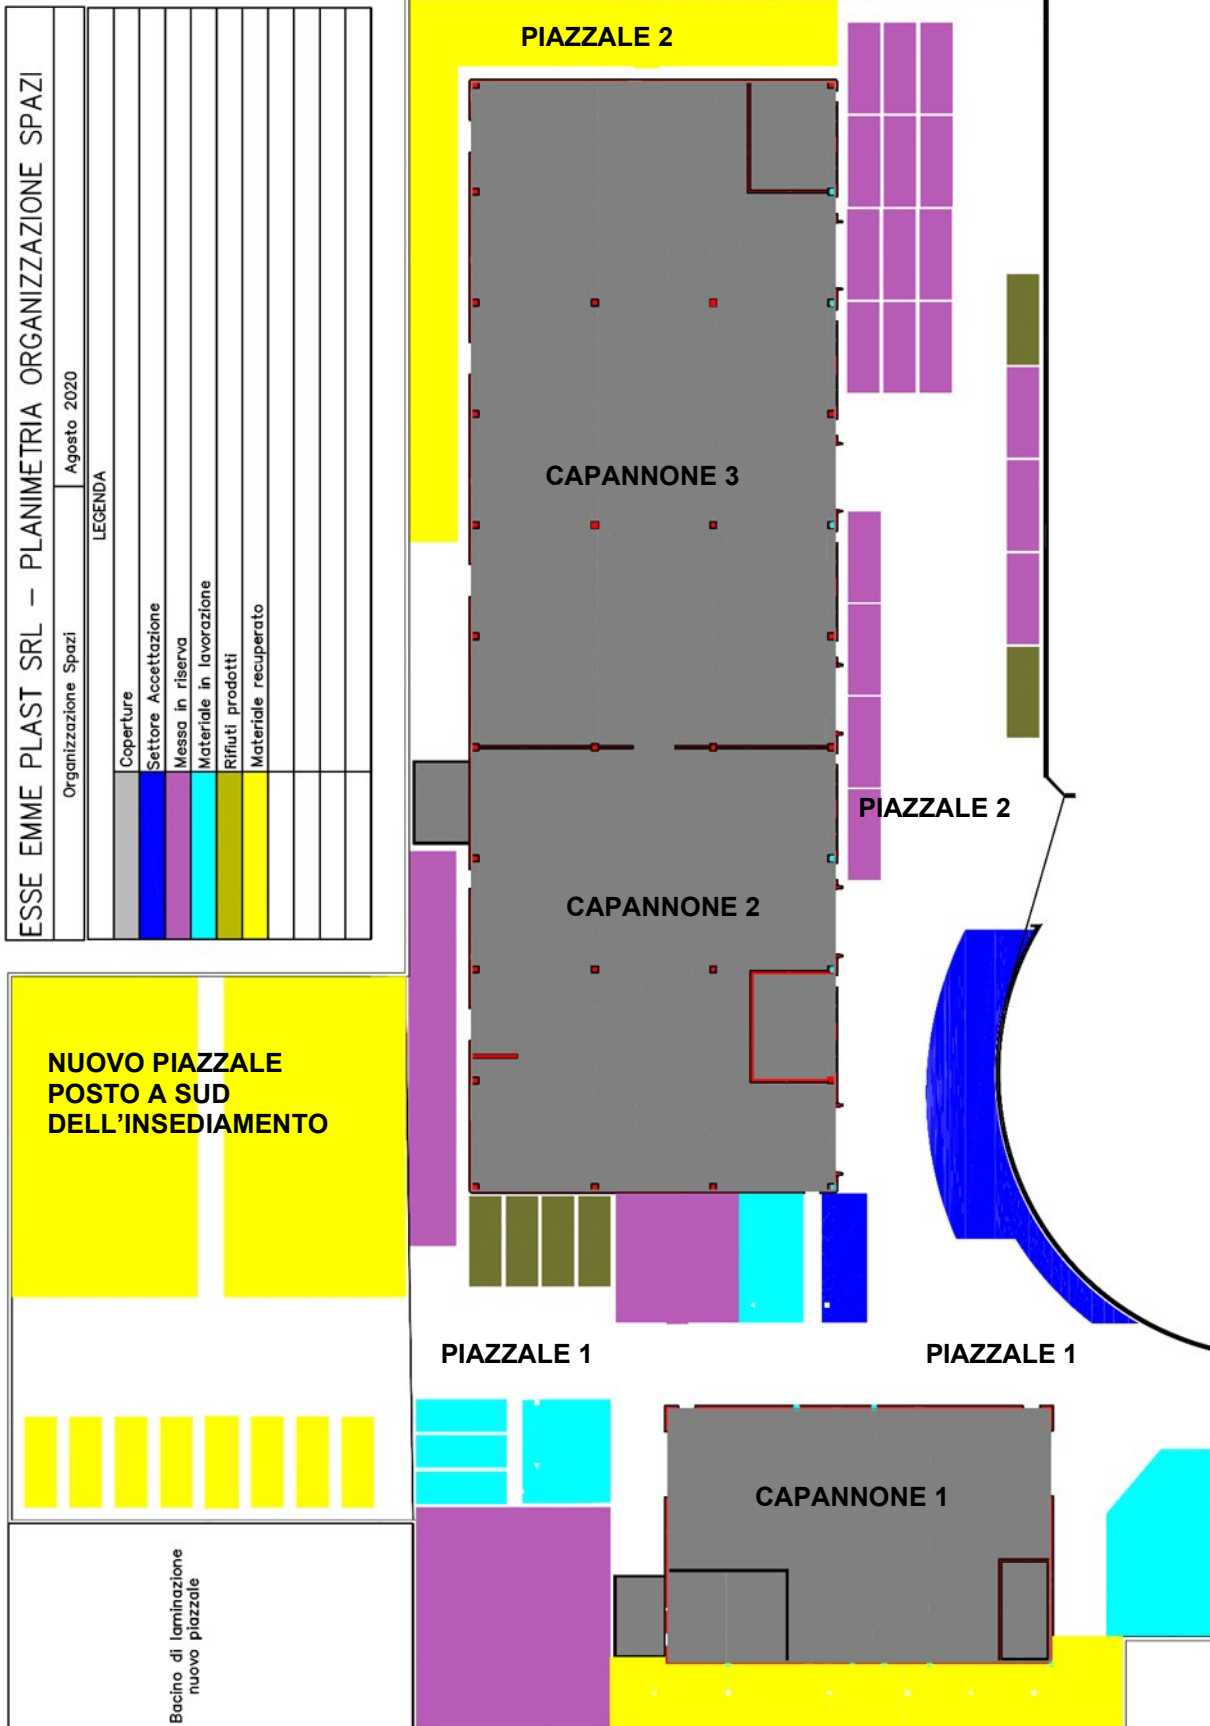 ESSE EMME PLAST SRL – PLANIMETRIA ORGANIZZAZIONE SPAZI
Organizzazione Spazi
Agosto 2020
LEGENDA
Coperture
Settore Accettazione
Messa in riserva
Materiale in lavorazione
Rifiuti prodotti
Materiale recuperato
PIAZZALE 2
CAPANNONE 3
PIAZZALE 2
CAPANNONE 2
NUOVO PIAZZALE
POSTO A SUD
DELL'INSEDIAMENTO
PIAZZALE 1
PIAZZALE 1
CAPANNONE 1
Bacino di laminazione
nuovo piazzale